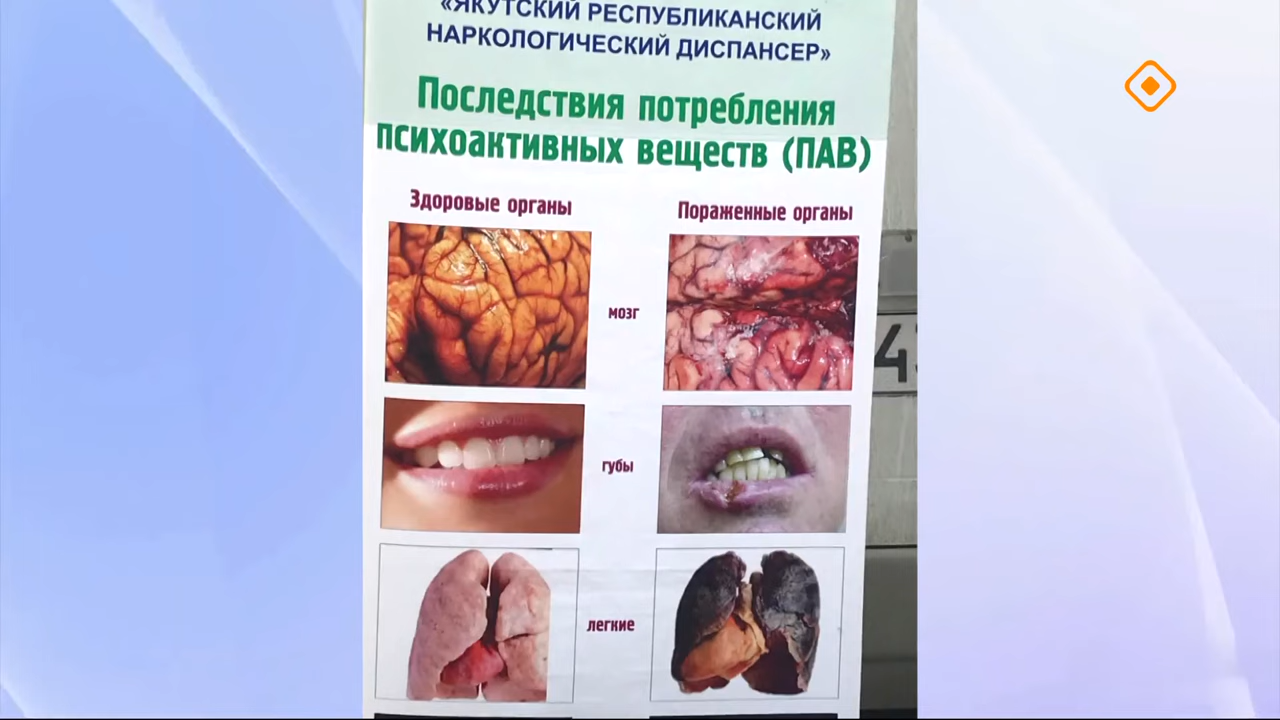 «ЯКУТСКИЙ РЕСПУБЛИКАНСКИЙ
НАРКОЛОГИЧЕСКИЙ ДИСПАНСЕР»
Последствия потребления
психоактивных веществ (ПАВ)
Здоровые органы
Пораженные органы
мозг
губы
легкие